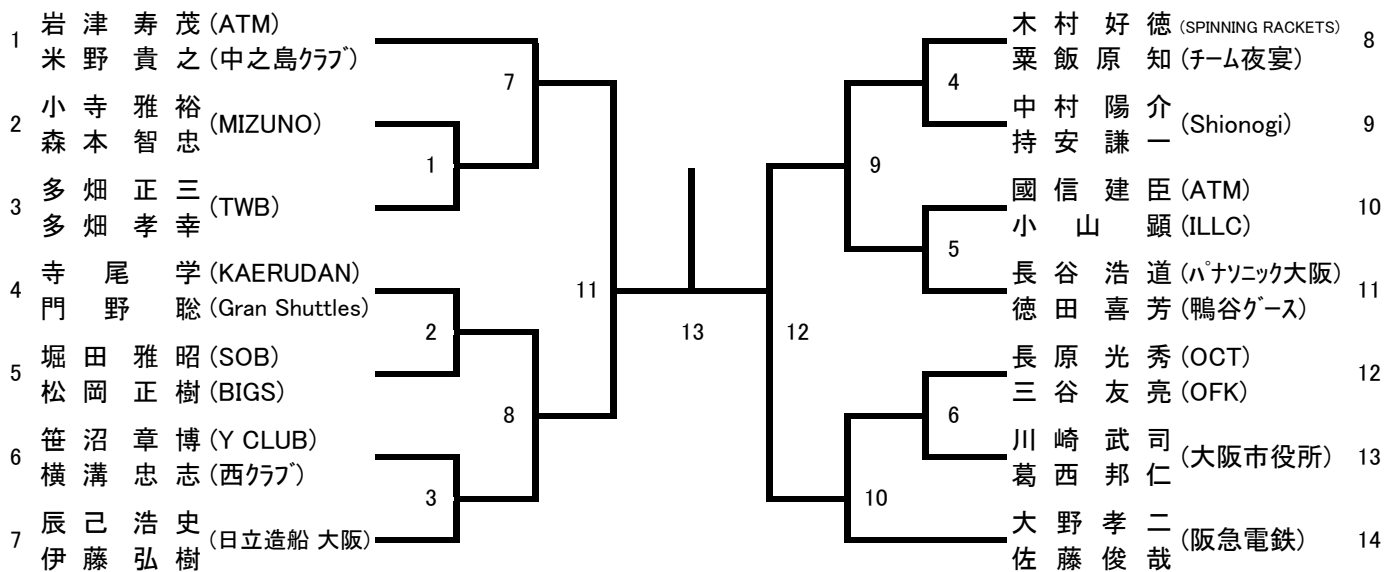 1 岩津寿茂 (ATM)
米野貴之 (中之島クラブ)
2 小寺雅裕 (MIZUNO)
森本智忠
3 多畑正三 (TWB)
多畑孝幸
4 寺尾学 (KAERUDAN)
門野聡 (Gran Shuttles)
5 堀田雅昭 (SOB)
松岡正樹 (BIGS)
6 笹沼章博 (Y CLUB)
横溝忠志 (西クラブ)
7 辰己浩史 (日立造船 大阪)
伊藤弘樹
7
1
2
3
8
11
13
12
9
4
5
6
10
木村好徳 (SPINNING RACKETS) 8
粟飯原知 (チーム夜宴)
中村陽介 (Shionogi) 9
持安謙一
國信建臣 (ATM) 10
小山顕 (ILLC)
長谷浩道 (パナソニック大阪) 11
徳田喜芳 (鴨谷グース)
長原光秀 (OCT) 12
三谷友亮 (OFK)
川崎武司 (大阪市役所) 13
葛西邦仁
大野孝二 (阪急電鉄) 14
佐藤俊哉